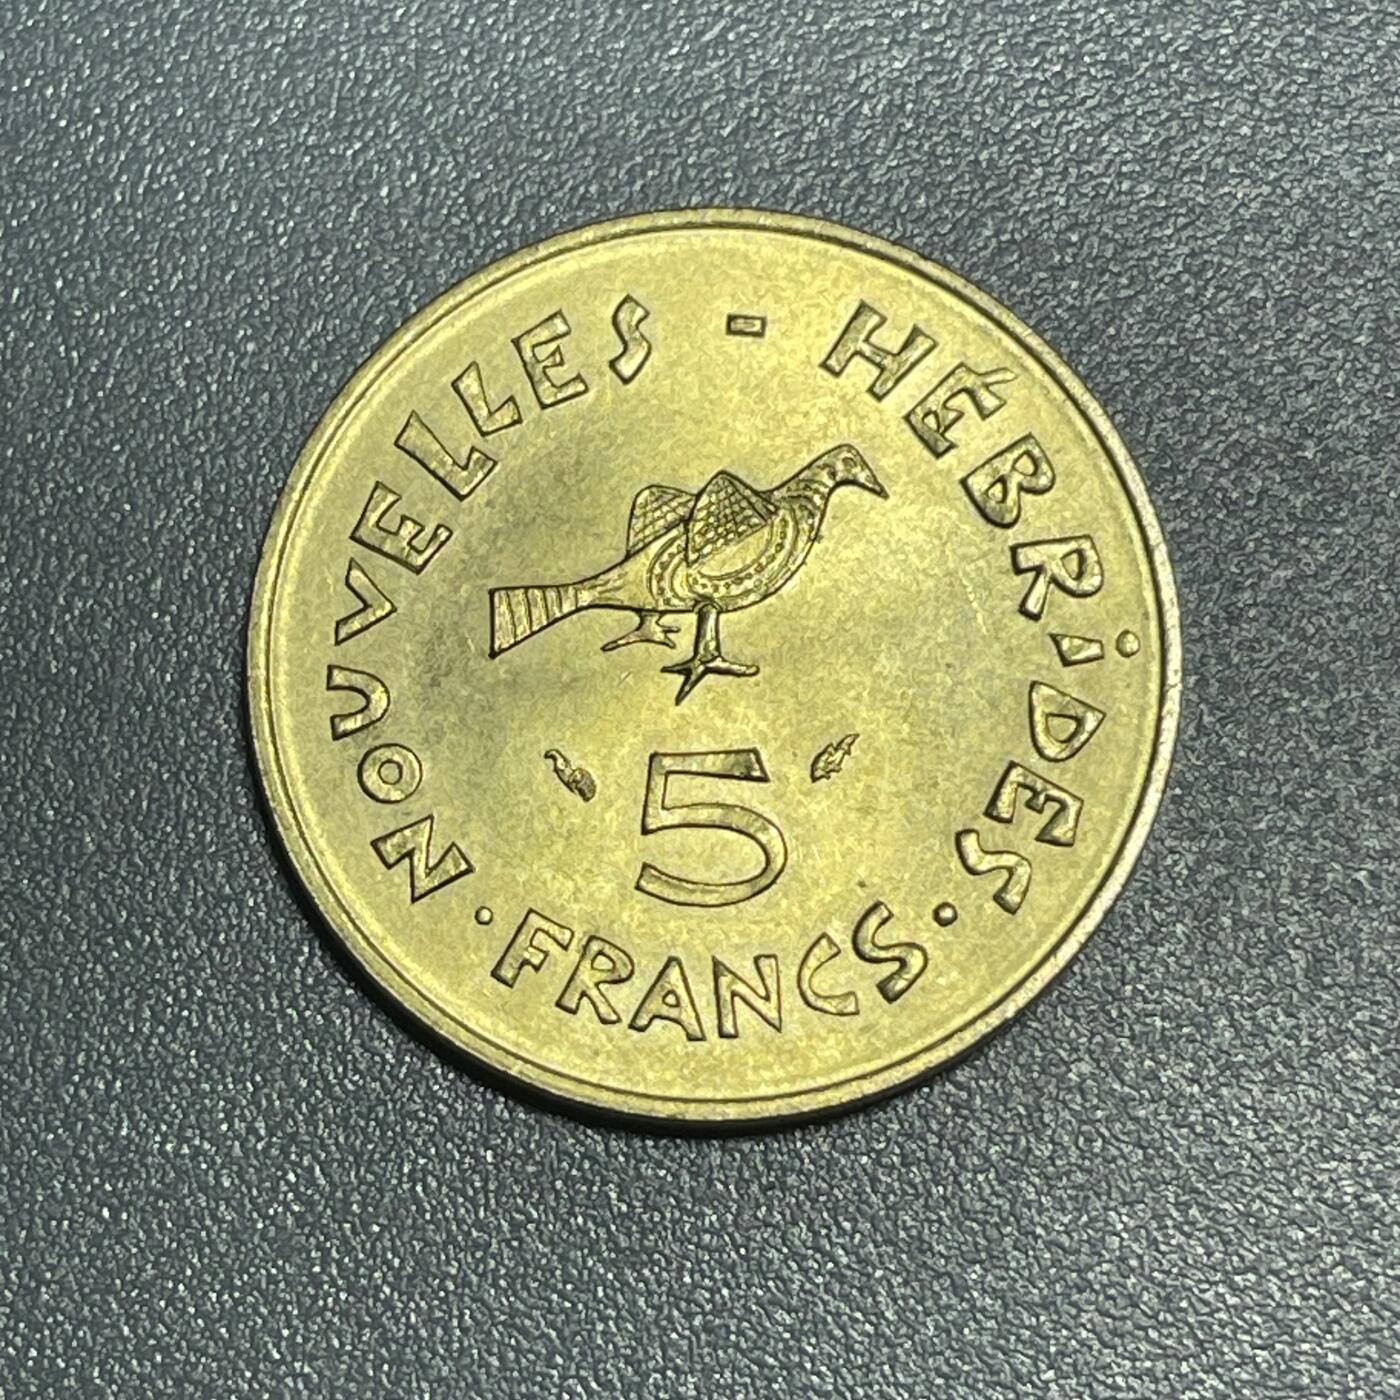 NOUVELLES - HÉBRiDES
5
· FRANCS ·